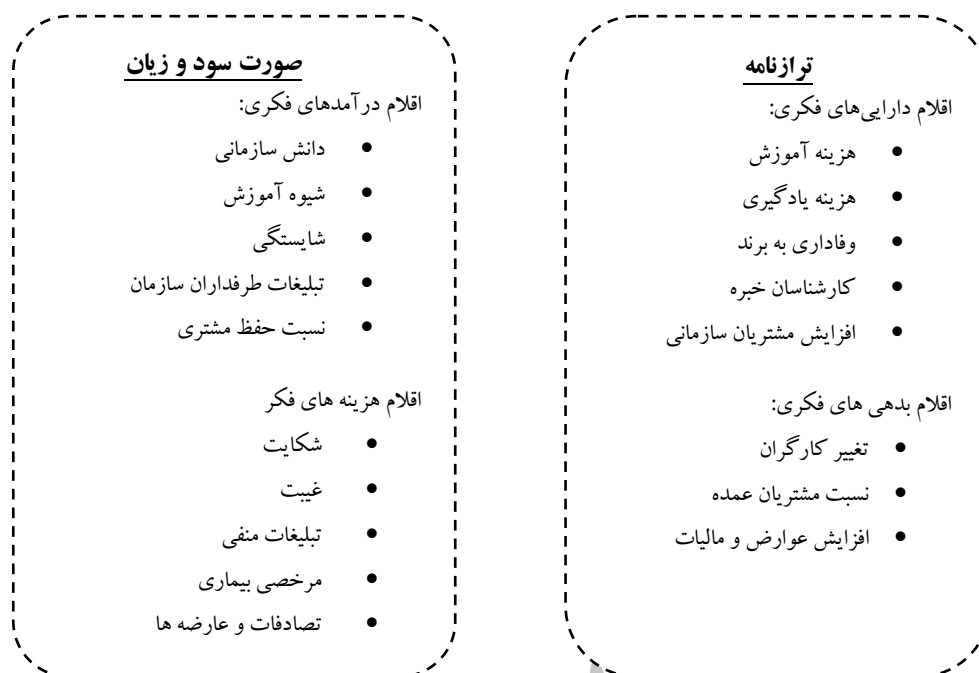 ترازنامه
اقلام دارایی‌های فکری:
• هزینه آموزش
• هزینه یادگیری
• وفاداری به برند
• کارشناسان خبره
• افزایش مشتریان سازمانی
اقلام بدهی های فکری:
• تغییر کارگران
• نسبت مشتریان عمده
• افزایش عوارض و مالیات
صورت سود و زیان
اقلام درآمدهای فکری:
• دانش سازمانی
• شیوه آموزش
• شایستگی
• تبلیغات طرفداران سازمان
• نسبت حفظ مشتری
اقلام هزینه های فکر
• شکایت
• غیبت
• تبلیغات منفی
• مرخصی بیماری
• تصادفات و عارضه ها